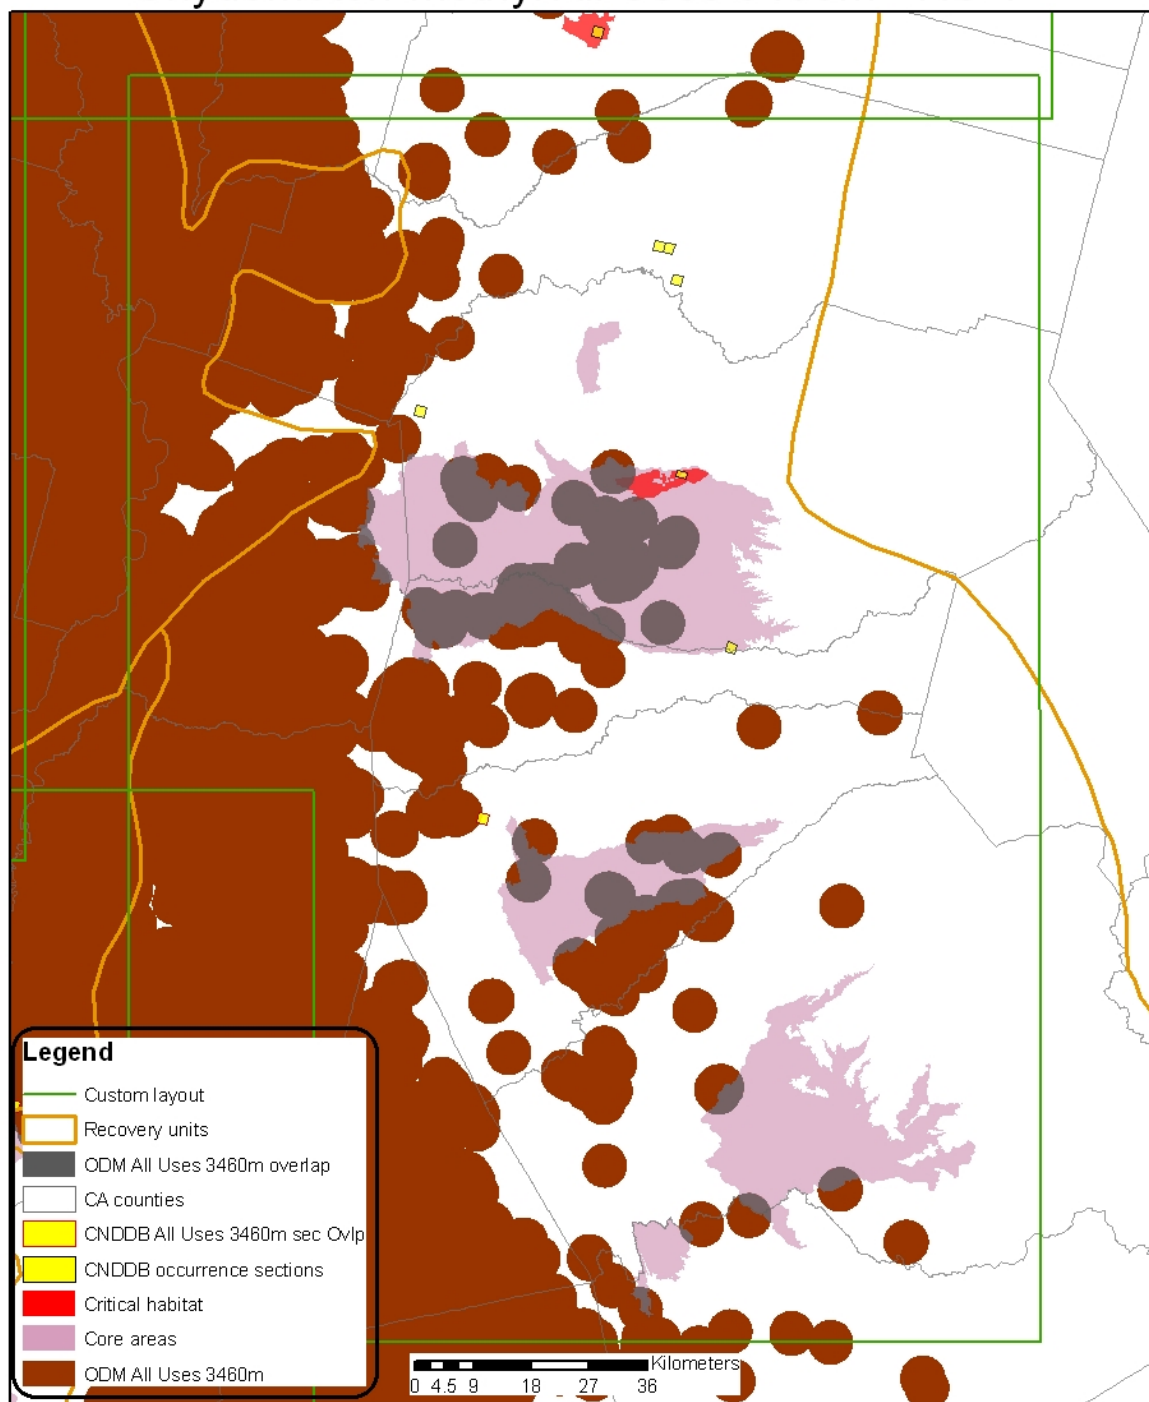 Legend
Custom layout
Recovery units
ODM All Uses 3460m overlap
CA counties
CNDDB All Uses 3460m sec Ovlp
CNDDB occurrence sections
Critical habitat
Core areas
ODM All Uses 3460m
Kilometers
0 4.5 9 18 27 36